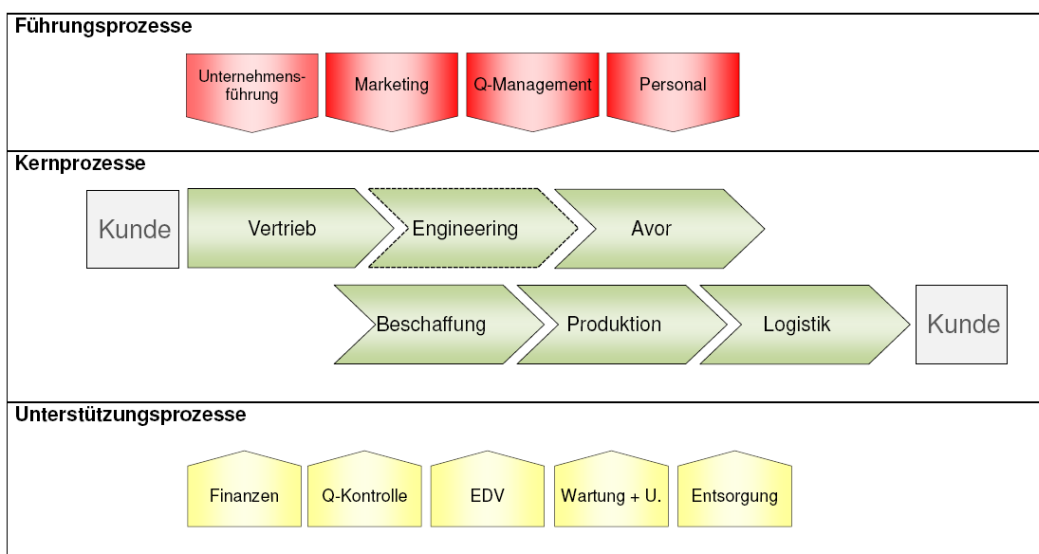 Führungsprozesse
Unternehmens-
führung
Marketing
Q-Management
Personal
Kernprozesse
Kunde
Vertrieb
Engineering
Avor
Beschaffung
Produktion
Logistik
Kunde
Unterstützungsprozesse
Finanzen
Q-Kontrolle
EDV
Wartung + U.
Entsorgung